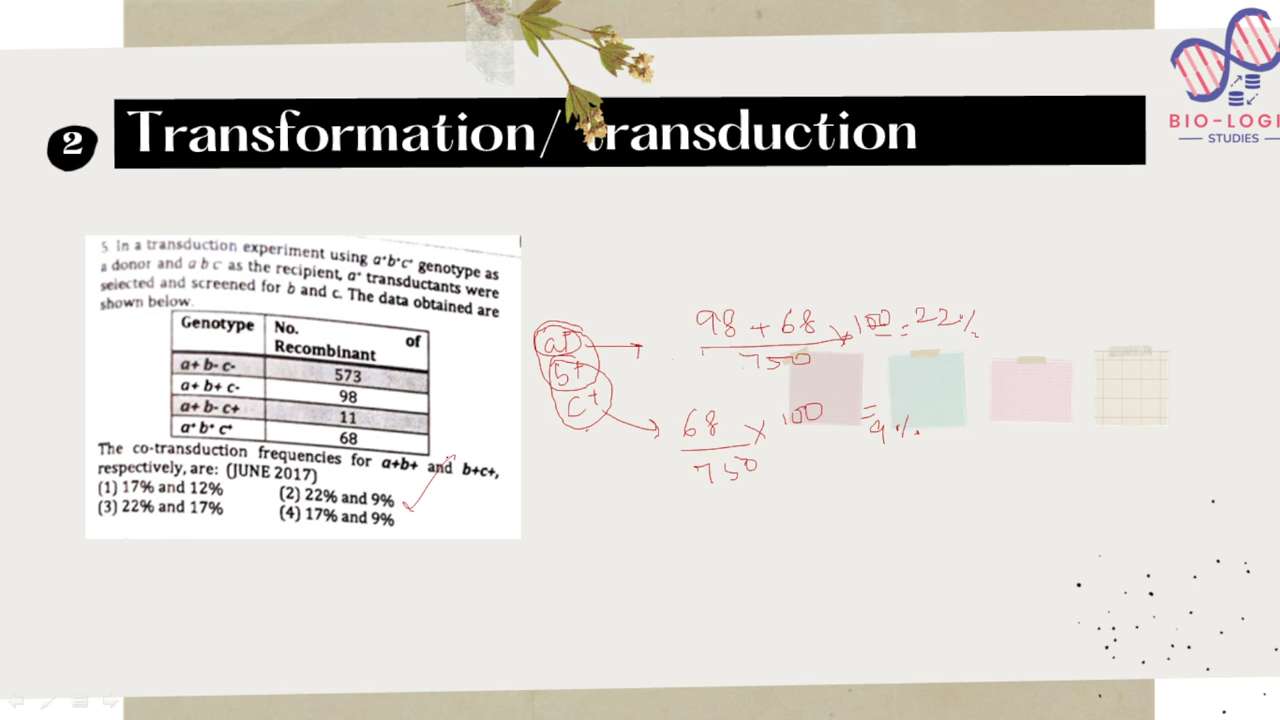 2
Transformation/ transduction
BIO-LOGI
STUDIES
5. In a transduction experiment using a⁺b⁺c⁺ genotype as
a donor and a b c as the recipient, a⁺ transductants were
selected and screened for b and c. The data obtained are
shown below.
Genotype No. of
Recombinant
a+ b- c- 573
a+ b+ c- 98
a+ b- c+ 11
a⁺ b⁺ c⁺ 68
The co-transduction frequencies for a+b+ and b+c+,
respectively, are: (JUNE 2017)
(1) 17% and 12% (2) 22% and 9%
(3) 22% and 17% (4) 17% and 9%
a+
b+
c+
98 + 68 × 100 = 22%
750
68 × 100 = 9%
750